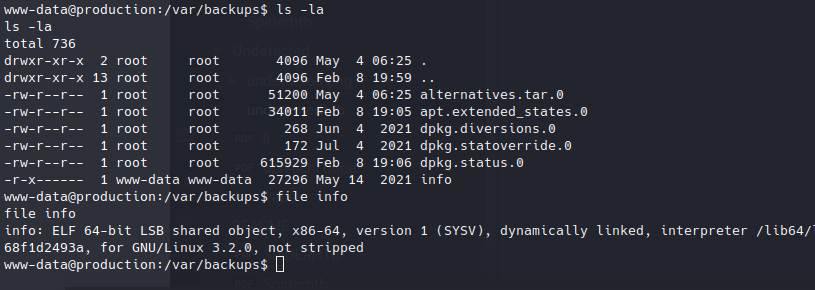 www-data@production:/var/backups$ ls -la
ls -la
total 736
drwxr-xr-x  2 root     root       4096 May  4 06:25 .
drwxr-xr-x 13 root     root       4096 Feb  8 19:59 ..
-rw-r--r--  1 root     root      51200 May  4 06:25 alternatives.tar.0
-rw-r--r--  1 root     root      34011 Feb  8 19:05 apt.extended_states.0
-rw-r--r--  1 root     root        268 Jun  4  2021 dpkg.diversions.0
-rw-r--r--  1 root     root        172 Jul  4  2021 dpkg.statoverride.0
-rw-r--r--  1 root     root     615929 Feb  8 19:06 dpkg.status.0
-r-x------  1 www-data www-data  27296 May 14  2021 info
www-data@production:/var/backups$ file info
file info
info: ELF 64-bit LSB shared object, x86-64, version 1 (SYSV), dynamically linked, interpreter /lib64/
68f1d2493a, for GNU/Linux 3.2.0, not stripped
www-data@production:/var/backups$